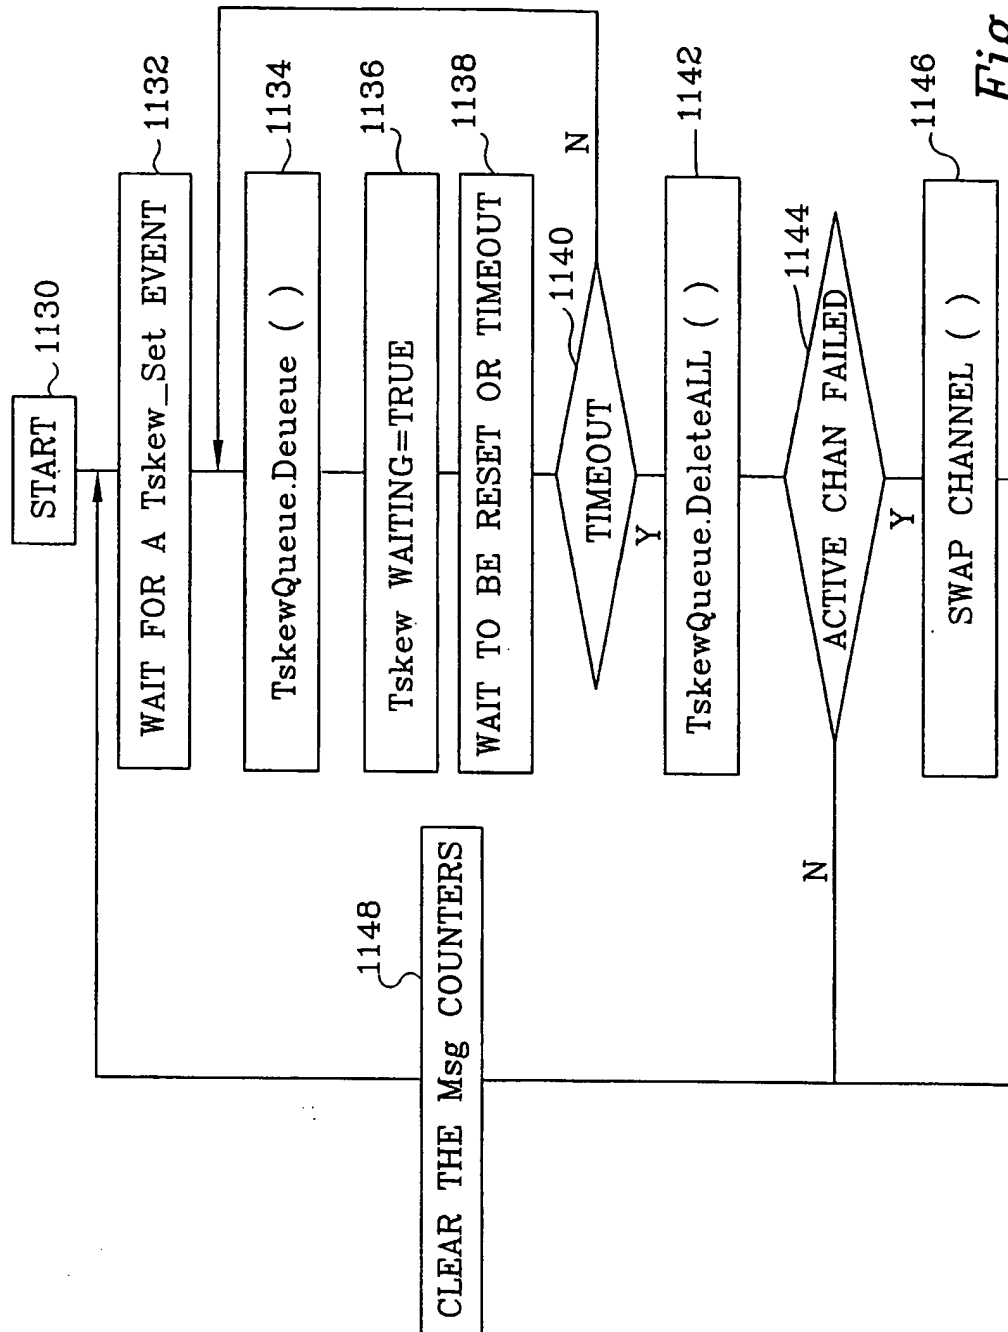 START
1130
WAIT FOR A Tskew_Set EVENT
1132
TskewQueue.Deueue ( )
1134
Tskew WAITING=TRUE
1136
WAIT TO BE RESET OR TIMEOUT
1138
TIMEOUT
1140
N
Y
TskewQueue.DeleteALL ( )
1142
ACTIVE CHAN FAILED
1144
N
Y
SWAP CHANNEL ( )
1146
CLEAR THE Msg COUNTERS
1148
Fig